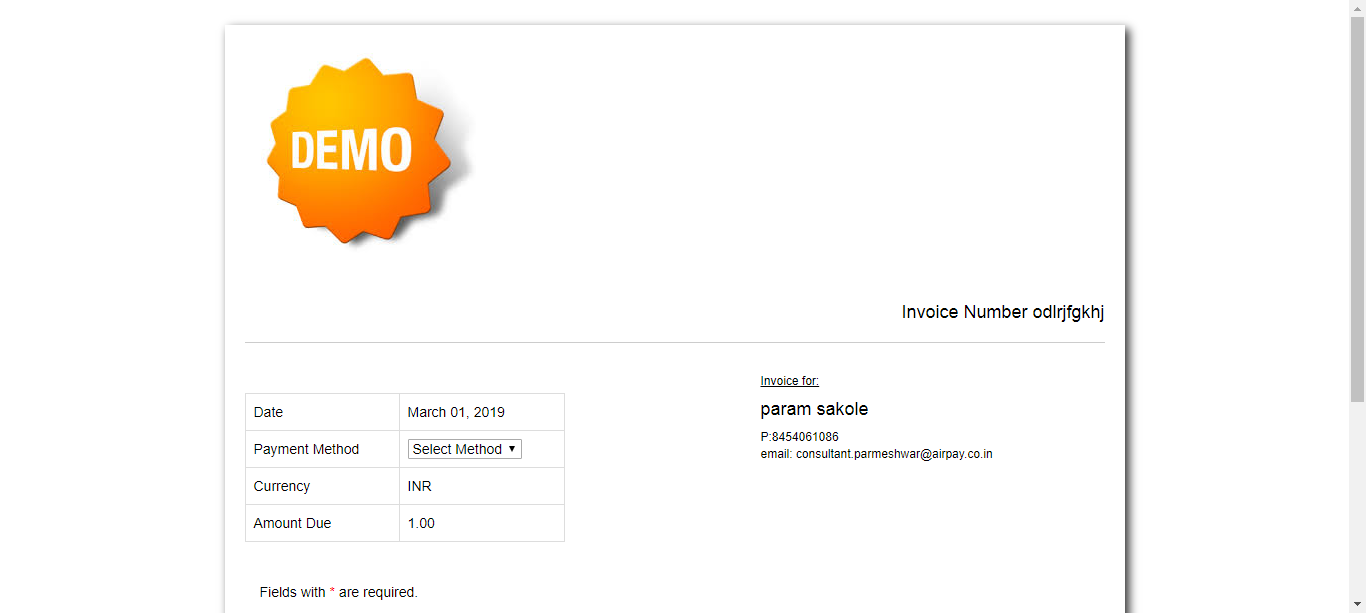 DEMO
Invoice Number odlrjfgkhj
Invoice for:
param sakole
P:8454061086
email: consultant.parmeshwar@airpay.co.in
Date March 01, 2019
Payment Method Select Method
Currency INR
Amount Due 1.00
Fields with * are required.